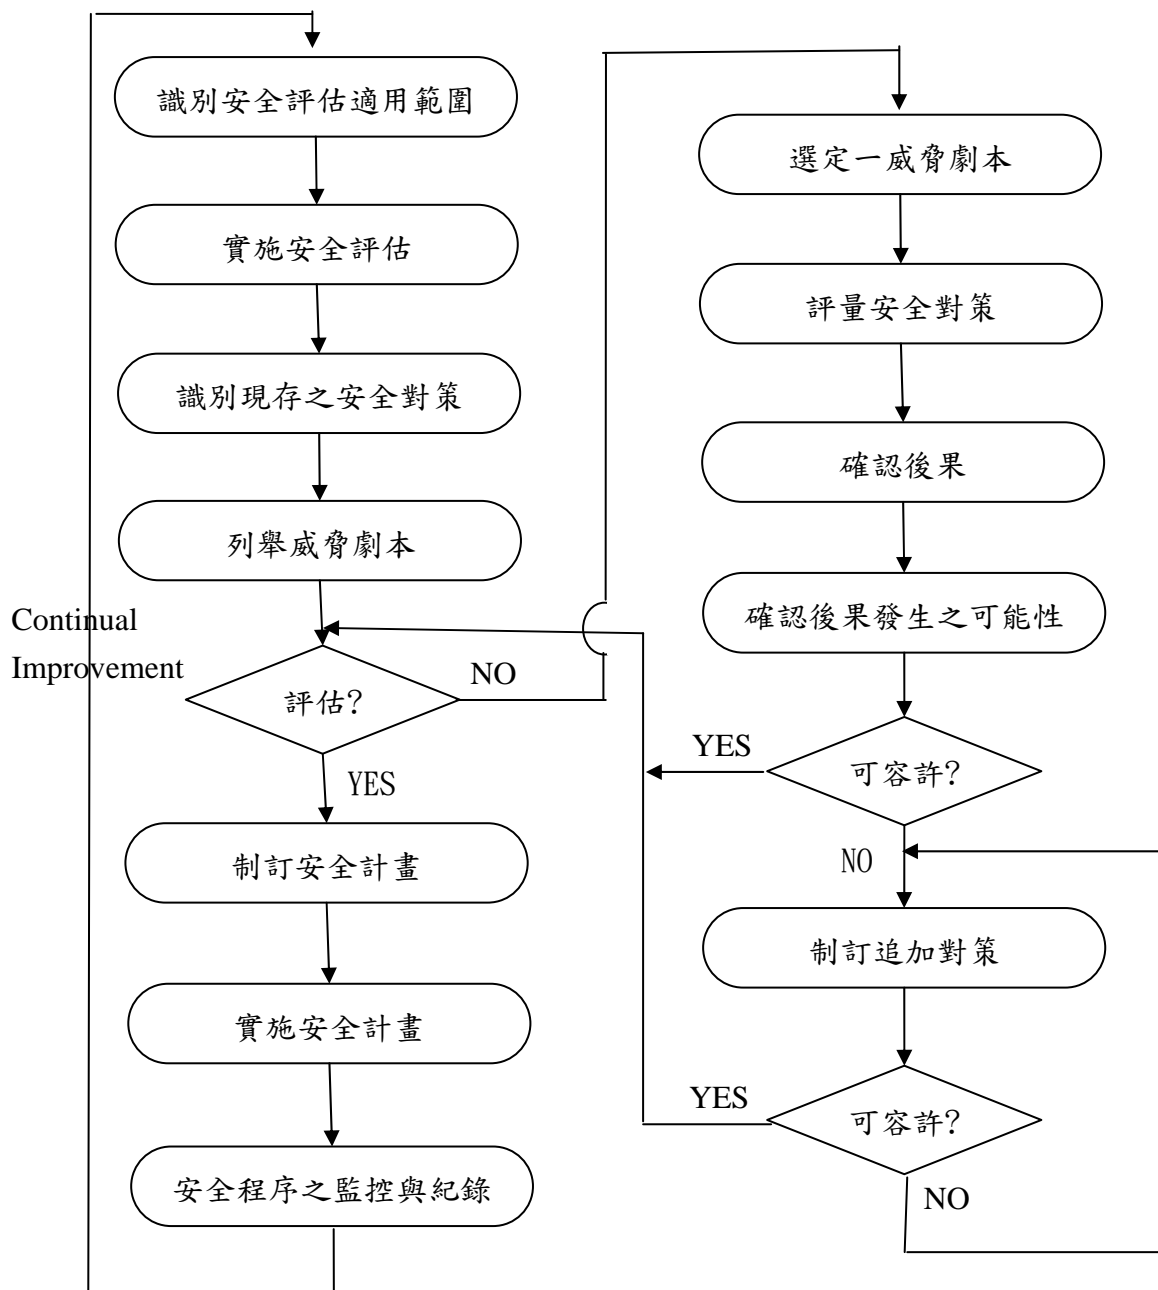 識別安全評估適用範圍
實施安全評估
識別現存之安全對策
列舉威脅劇本
Continual
Improvement
評估?
NO
YES
制訂安全計畫
實施安全計畫
安全程序之監控與紀錄
選定一威脅劇本
評量安全對策
確認後果
確認後果發生之可能性
可容許?
YES
NO
制訂追加對策
可容許?
YES
NO